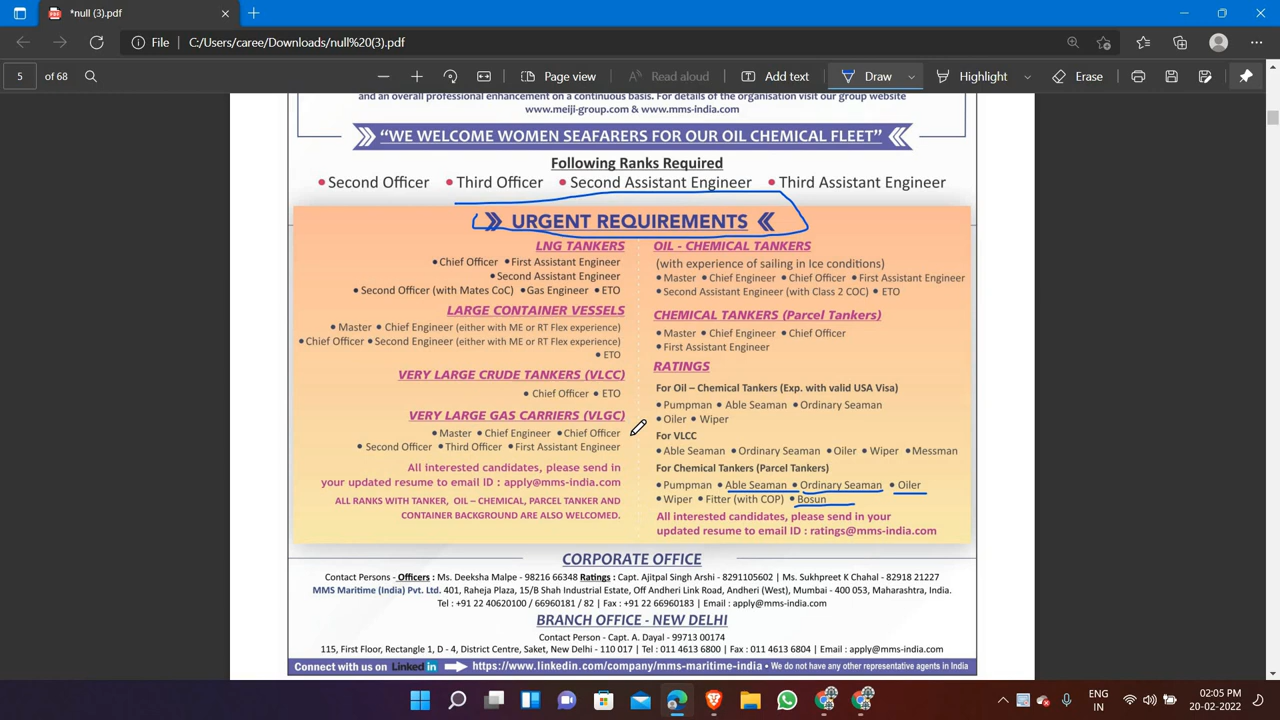 *null (3).pdf
File
C:/Users/caree/Downloads/null%20(3).pdf
5 of 68
Page view
Read aloud
Add text
Draw
Highlight
Erase
and an overall professional enhancement on a continuous basis. For details of the organisation visit our group website
www.meiji-group.com & www.mms-india.com
“WE WELCOME WOMEN SEAFARERS FOR OUR OIL CHEMICAL FLEET”
Following Ranks Required
• Second Officer • Third Officer • Second Assistant Engineer • Third Assistant Engineer
URGENT REQUIREMENTS
LNG TANKERS
• Chief Officer • First Assistant Engineer
• Second Assistant Engineer
• Second Officer (with Mates CoC) • Gas Engineer • ETO
LARGE CONTAINER VESSELS
• Master • Chief Engineer (either with ME or RT Flex experience)
• Chief Officer • Second Engineer (either with ME or RT Flex experience)
• ETO
VERY LARGE CRUDE TANKERS (VLCC)
• Chief Officer • ETO
VERY LARGE GAS CARRIERS (VLGC)
• Master • Chief Engineer • Chief Officer
• Second Officer • Third Officer • First Assistant Engineer
All interested candidates, please send in
your updated resume to email ID : apply@mms-india.com
ALL RANKS WITH TANKER, OIL – CHEMICAL, PARCEL TANKER AND
CONTAINER BACKGROUND ARE ALSO WELCOMED.
OIL - CHEMICAL TANKERS
(with experience of sailing in Ice conditions)
• Master • Chief Engineer • Chief Officer • First Assistant Engineer
• Second Assistant Engineer (with Class 2 COC) • ETO
CHEMICAL TANKERS (Parcel Tankers)
• Master • Chief Engineer • Chief Officer
• First Assistant Engineer
RATINGS
For Oil – Chemical Tankers (Exp. with valid USA Visa)
• Pumpman • Able Seaman • Ordinary Seaman
• Oiler • Wiper
For VLCC
• Able Seaman • Ordinary Seaman • Oiler • Wiper • Messman
For Chemical Tankers (Parcel Tankers)
• Pumpman • Able Seaman • Ordinary Seaman • Oiler
• Wiper • Fitter (with COP) • Bosun
All interested candidates, please send in your
updated resume to email ID : ratings@mms-india.com
CORPORATE OFFICE
Contact Persons - Officers : Ms. Deeksha Malpe - 98216 66348 Ratings : Capt. Ajitpal Singh Arshi - 8291105602 | Ms. Sukhpreet K Chahal - 82918 21227
MMS Maritime (India) Pvt. Ltd. 401, Raheja Plaza, 15/B Shah Industrial Estate, Off Andheri Link Road, Andheri (West), Mumbai - 400 053, Maharashtra, India.
Tel : +91 22 40620100 / 66960181 / 82 | Fax : +91 22 66960183 | Email : apply@mms-india.com
BRANCH OFFICE - NEW DELHI
Contact Person - Capt. A. Dayal - 99713 00174
115, First Floor, Rectangle 1, D - 4, District Centre, Saket, New Delhi - 110 017 | Tel : 011 4613 6800 | Fax : 011 4613 6804 | Email : apply@mms-india.com
Connect with us on Linked in https://www.linkedin.com/company/mms-maritime-india • We do not have any other representative agents in India
ENG
IN
02:05 PM
20-02-2022